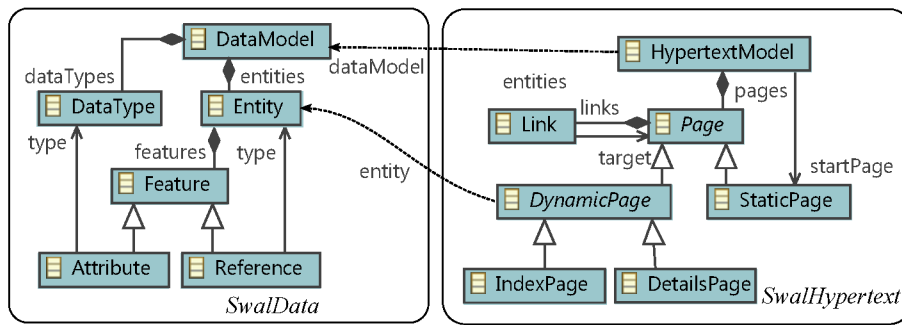 DataModel
HypertextModel
dataTypes
entities
dataModel
entities
pages
DataType
Entity
Link
links
Page
type
features
type
target
startPage
Feature
entity
DynamicPage
StaticPage
Attribute
Reference
IndexPage
DetailsPage
SwalData
SwalHypertext